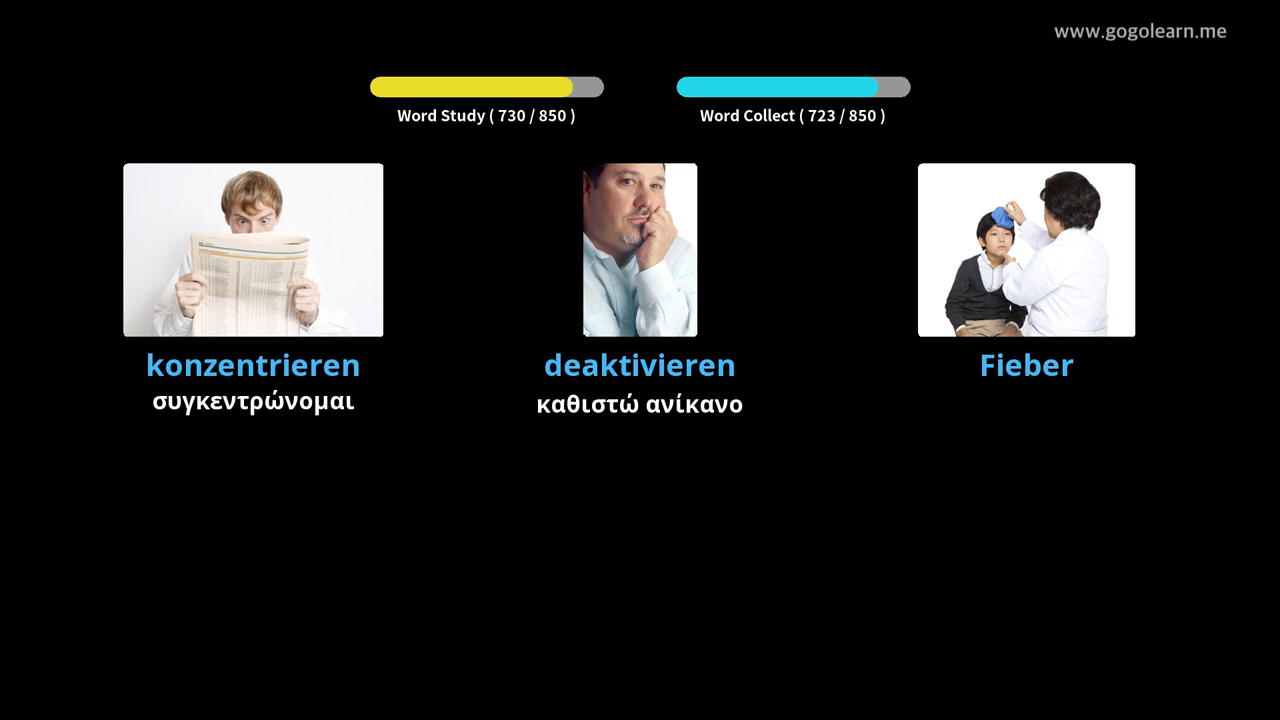 www.gogolearn.me
Word Study ( 730 / 850 )
Word Collect ( 723 / 850 )
konzentrieren
συγκεντρώνομαι
deaktivieren
καθιστώ ανίκανο
Fieber